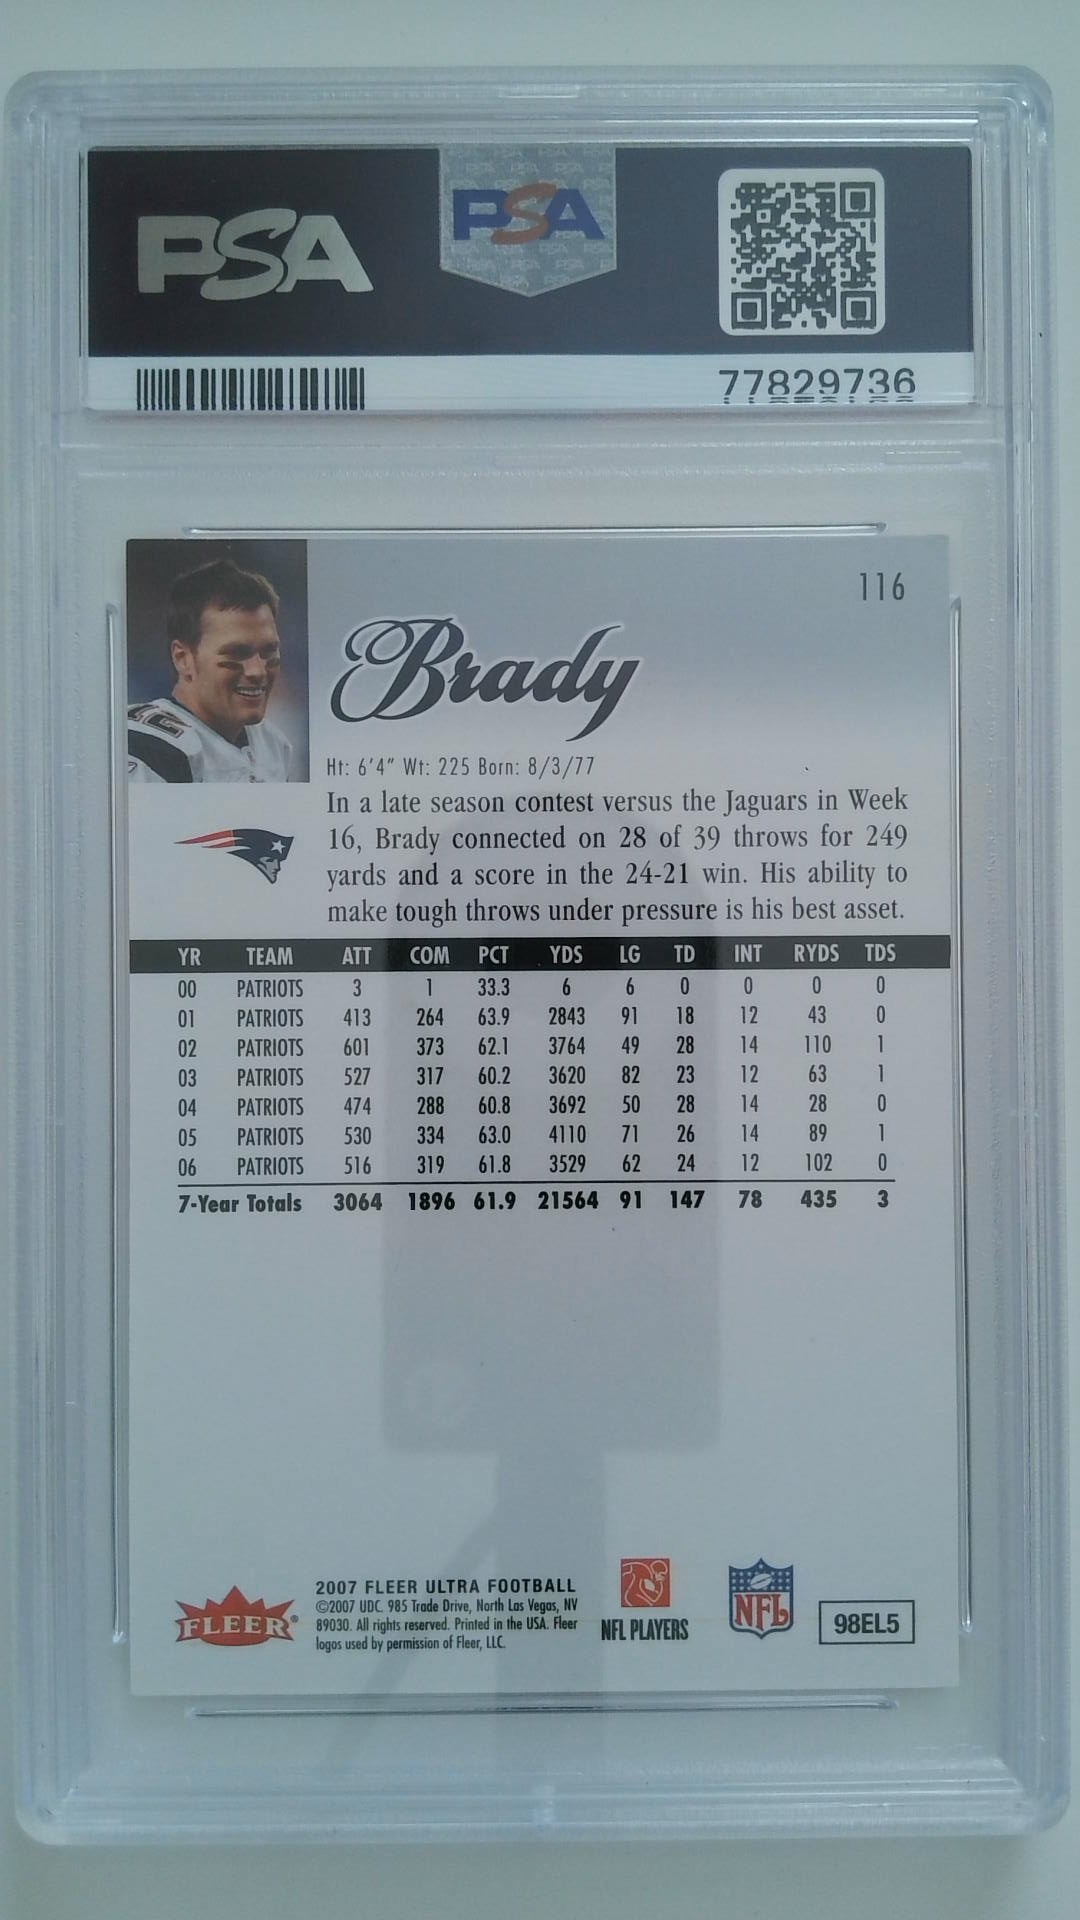 PSA
PSA
77829736
116
Brady
Ht: 6'4" Wt: 225 Born: 8/3/77
In a late season contest versus the Jaguars in Week
16, Brady connected on 28 of 39 throws for 249
yards and a score in the 24-21 win. His ability to
make tough throws under pressure is his best asset.
YR TEAM ATT COM PCT YDS LG TD INT RYDS TDS
00 PATRIOTS 3 1 33.3 6 6 0 0 0 0
01 PATRIOTS 413 264 63.9 2843 91 18 12 43 0
02 PATRIOTS 601 373 62.1 3764 49 28 14 110 1
03 PATRIOTS 527 317 60.2 3620 82 23 12 63 1
04 PATRIOTS 474 288 60.8 3692 50 28 14 28 0
05 PATRIOTS 530 334 63.0 4110 71 26 14 89 1
06 PATRIOTS 516 319 61.8 3529 62 24 12 102 0
7-Year Totals 3064 1896 61.9 21564 91 147 78 435 3
FLEER®
2007 FLEER ULTRA FOOTBALL
©2007 UDC. 985 Trade Drive, North Las Vegas, NV
89030. All rights reserved. Printed in the USA. Fleer
logos used by permission of Fleer, LLC.
NFL PLAYERS
NFL
98EL5